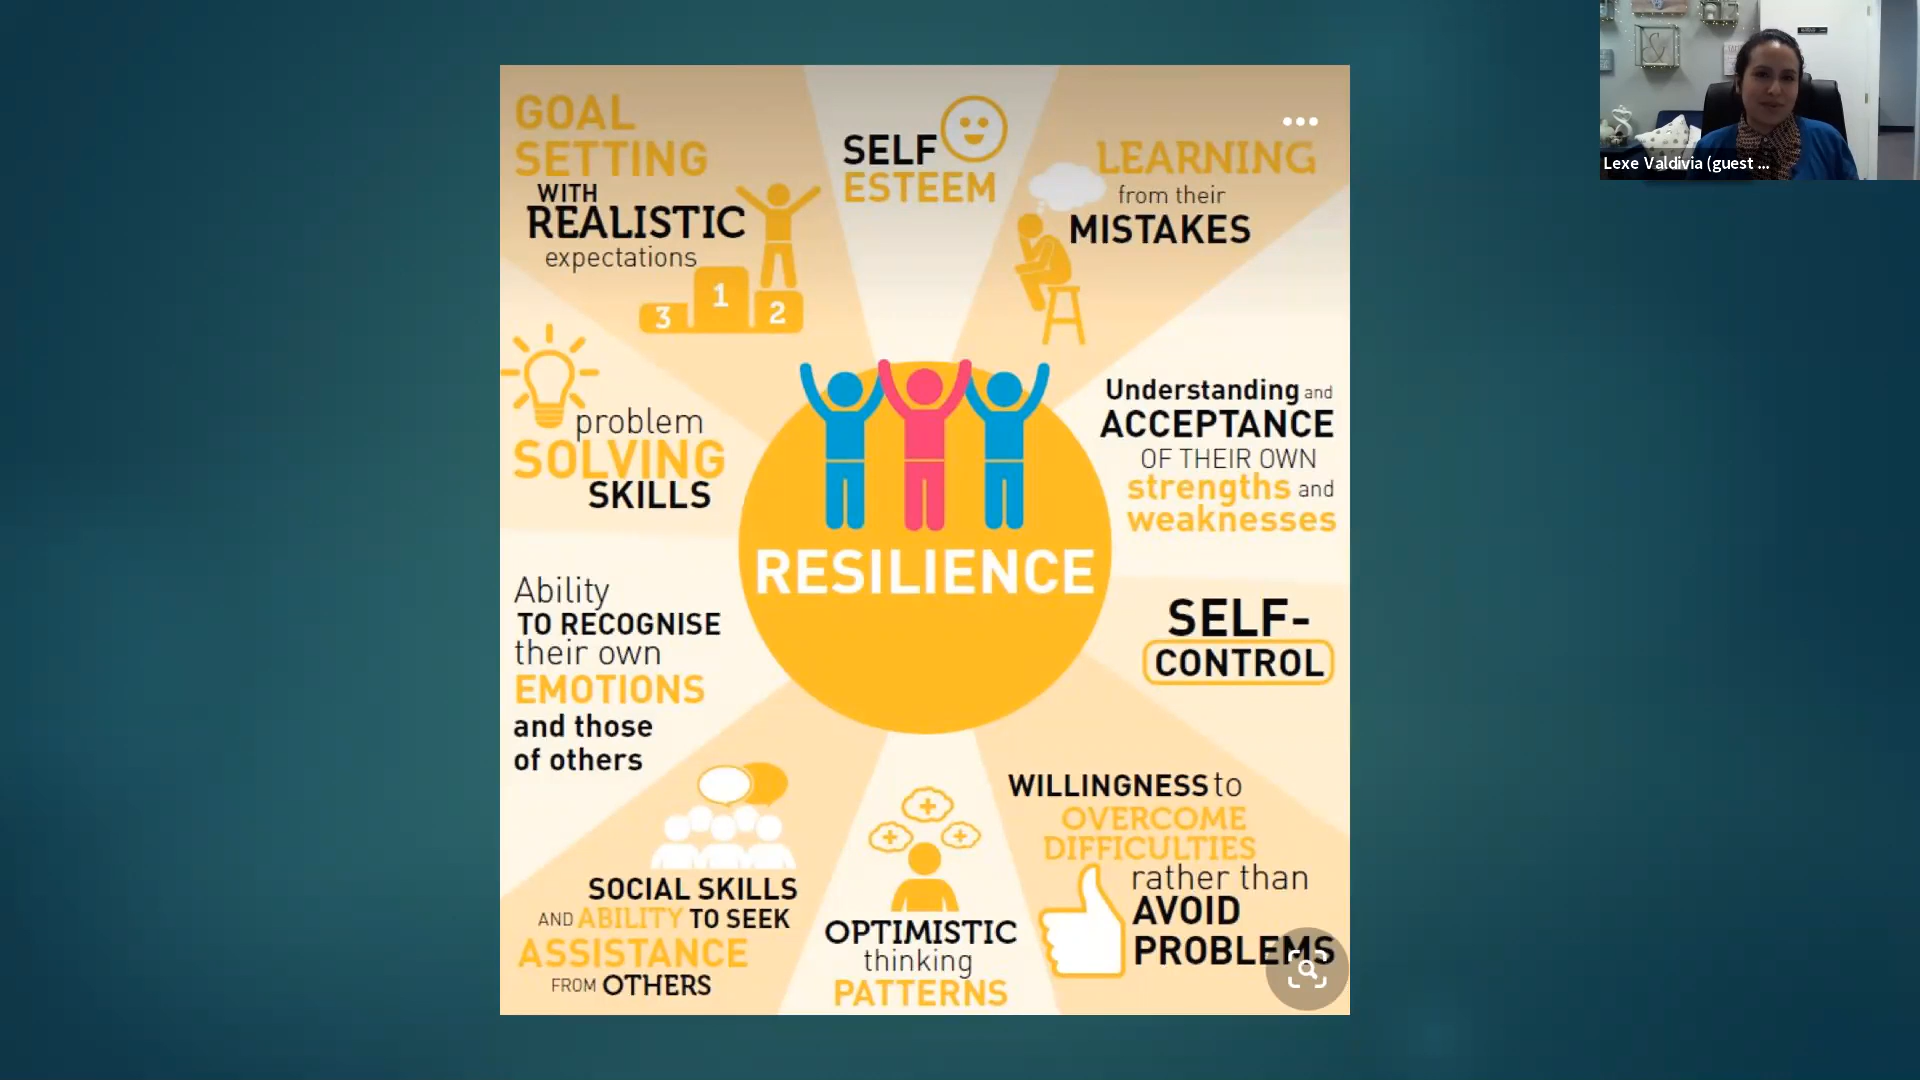 GOAL
SETTING
WITH
REALISTIC
expectations
3 1 2
SELF
ESTEEM
LEARNING
from their
MISTAKES
problem
SOLVING
SKILLS
RESILIENCE
Understanding and
ACCEPTANCE
OF THEIR OWN
strengths and
weaknesses
Ability
TO RECOGNISE
their own
EMOTIONS
and those
of others
SELF-
CONTROL
SOCIAL SKILLS
AND ABILITY TO SEEK
ASSISTANCE
FROM OTHERS
OPTIMISTIC
thinking
PATTERNS
WILLINGNESS to
OVERCOME
DIFFICULTIES
rather than
AVOID
PROBLEMS
&
Lexe Valdivia (guest ...